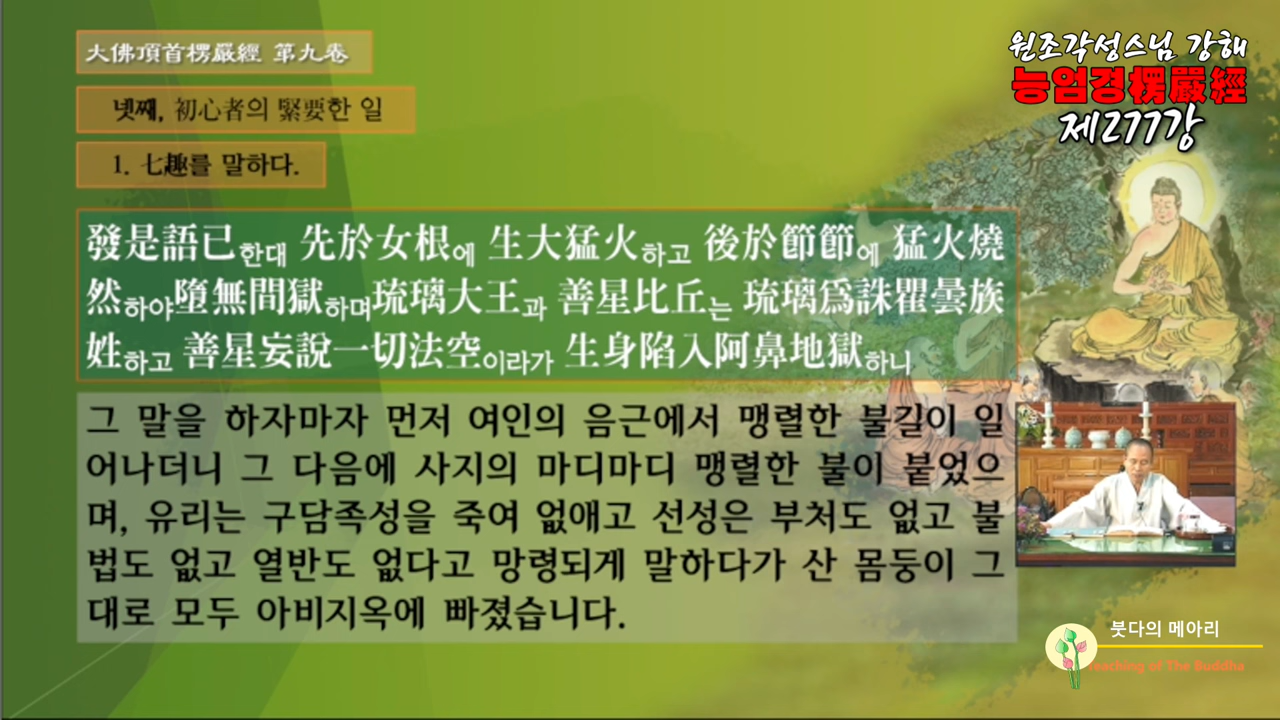 大佛頂首楞嚴經 第九卷
넷째, 初心者의 緊要한 일
1. 七趣를 말하다.
원조각성스님 강해
능엄경楞嚴經
제277강
發是語已한대 先於女根에 生大猛火하고 後於節節에 猛火燒
然하야墮無間獄하며琉璃大王과 善星比丘는 琉璃爲誅瞿曇族
姓하고 善星妄說一切法空이라가 生身陷入阿鼻地獄하니
그 말을 하자마자 먼저 여인의 음근에서 맹렬한 불길이 일
어나더니 그 다음에 사지의 마디마디 맹렬한 불이 붙었으
며, 유리는 구담족성을 죽여 없애고 선성은 부처도 없고 불
법도 없고 열반도 없다고 망령되게 말하다가 산 몸둥이 그
대로 모두 아비지옥에 빠졌습니다.
붓다의 메아리
Teaching of The Buddha